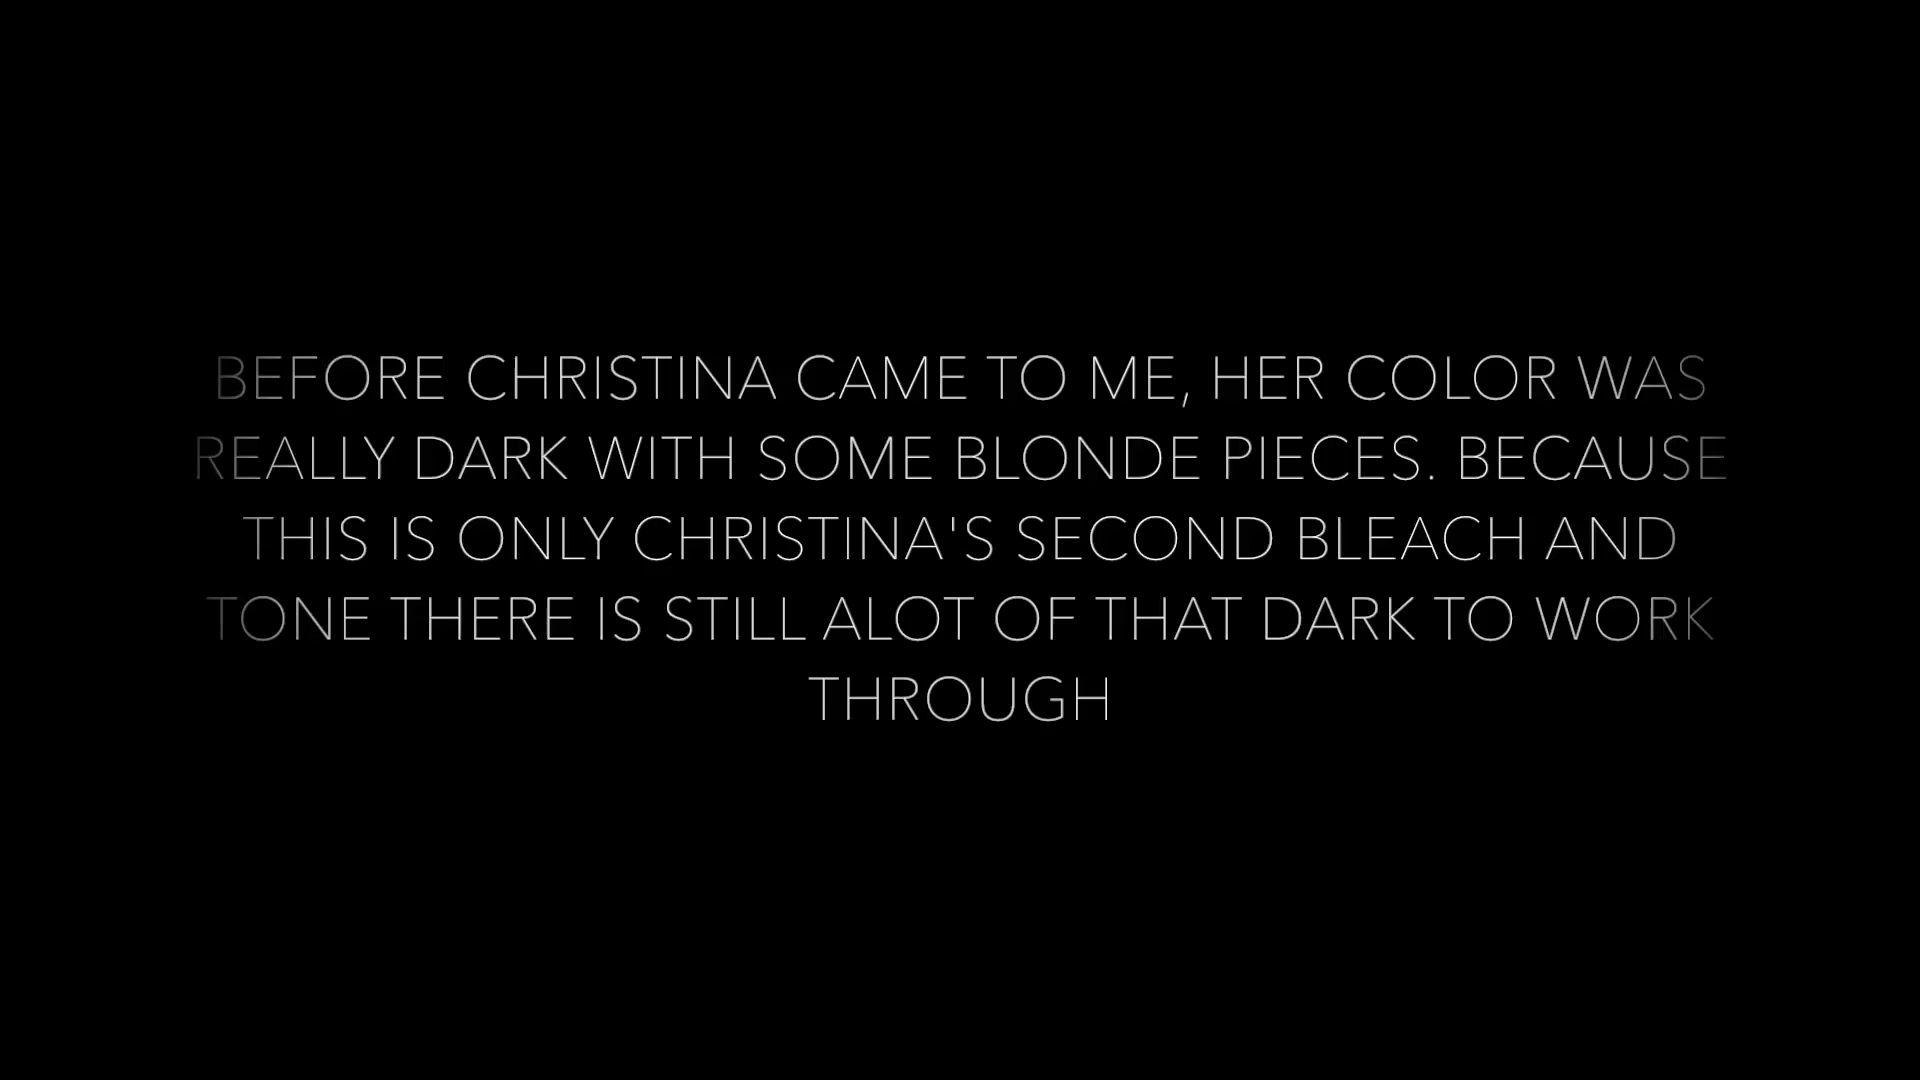 BEFORE CHRISTINA CAME TO ME, HER COLOR WAS
REALLY DARK WITH SOME BLONDE PIECES. BECAUSE
THIS IS ONLY CHRISTINA'S SECOND BLEACH AND
TONE THERE IS STILL ALOT OF THAT DARK TO WORK
THROUGH